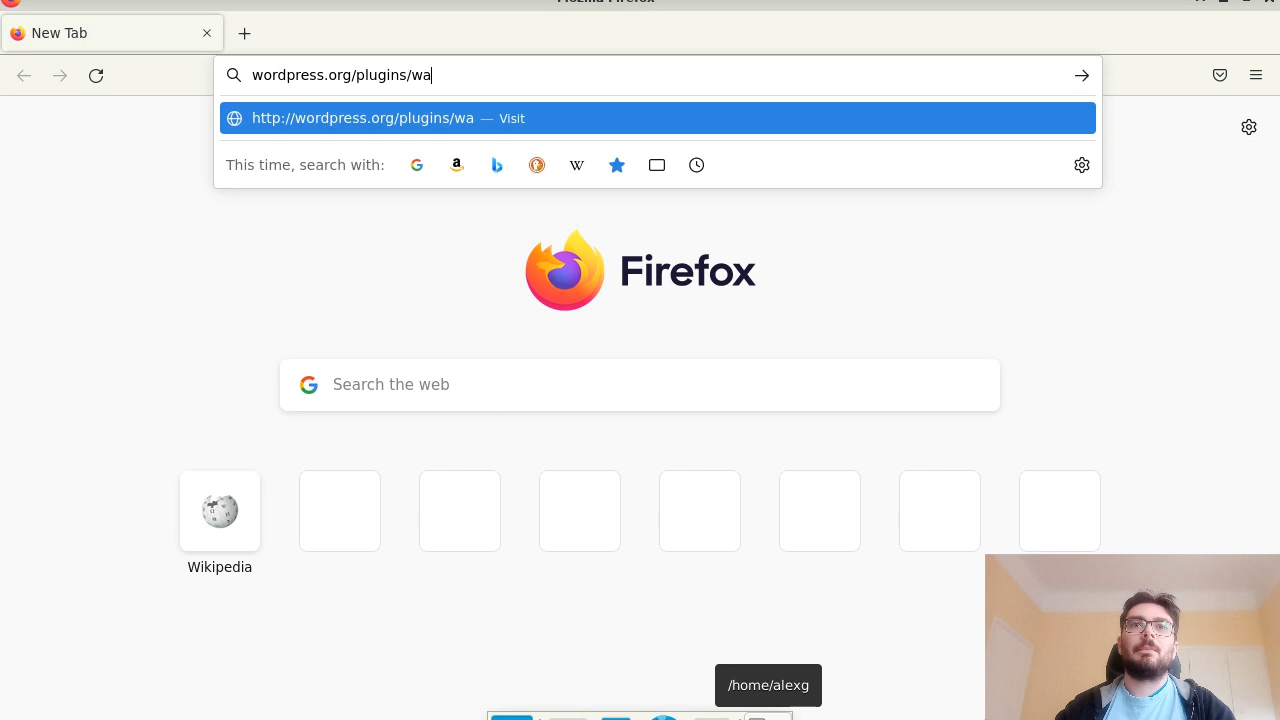 Mozilla Firefox
New Tab
wordpress.org/plugins/wa
http://wordpress.org/plugins/wa — Visit
This time, search with:
Firefox
Search the web
Wikipedia
/home/alexg